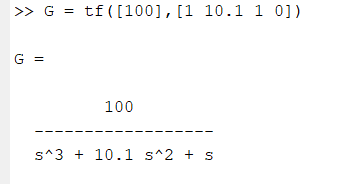 >> G = tf([100],[1 10.1 1 0])
G =
100
-------------------
s^3 + 10.1 s^2 + s